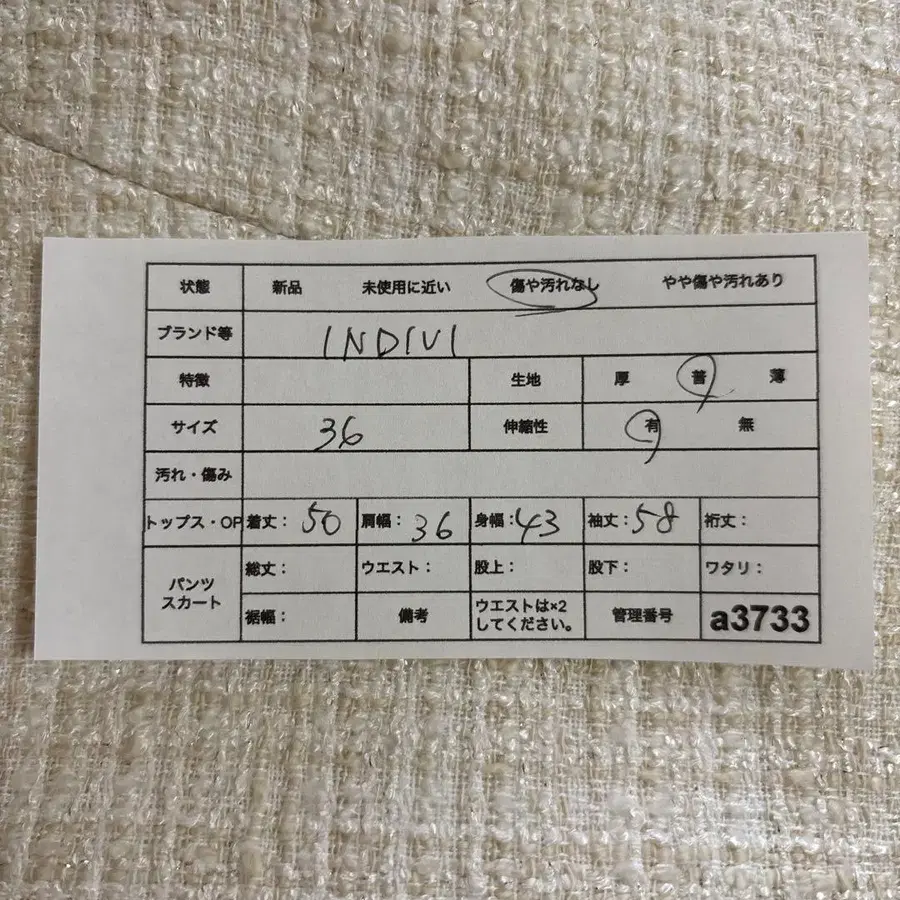 状態 新品 未使用に近い 傷や汚れなし やや傷や汚れあり
ブランド等 INDIVI
特徴 生地 厚 普 薄
サイズ 36 伸縮性 有 無
汚れ・傷み
トップス・OP 着丈: 50 肩幅: 36 身幅: 43 袖丈: 58 裄丈:
パンツ
スカート
総丈: ウエスト: 股上: 股下: ワタリ:
裾幅: 備考
ウエストは×2
してください。
管理番号 a3733